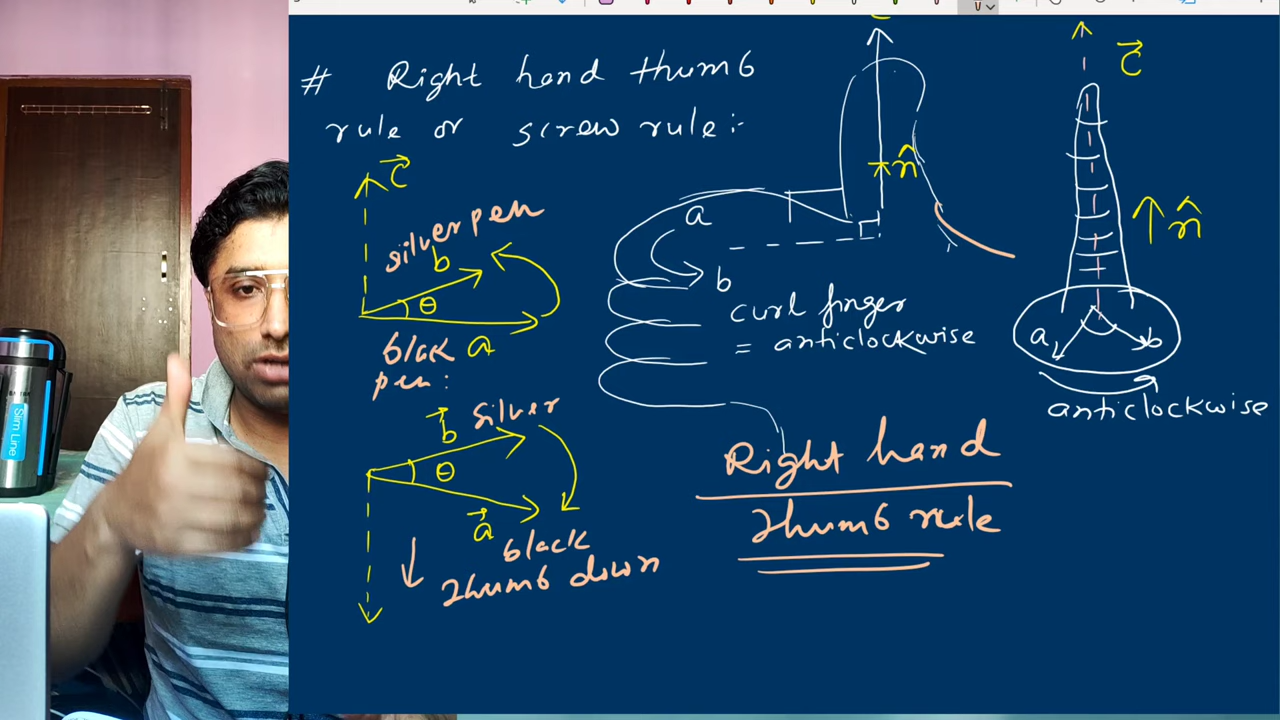 # Right hand thumb
rule or screw rule :-
C
silver pen
b
θ
black a
pen :
b silver
θ
a
black
Thumb down
n̂
a
b
curl finger
= anticlockwise
Right hand
Thumb rule
C
n̂
a b
anticlockwise
Slim Line